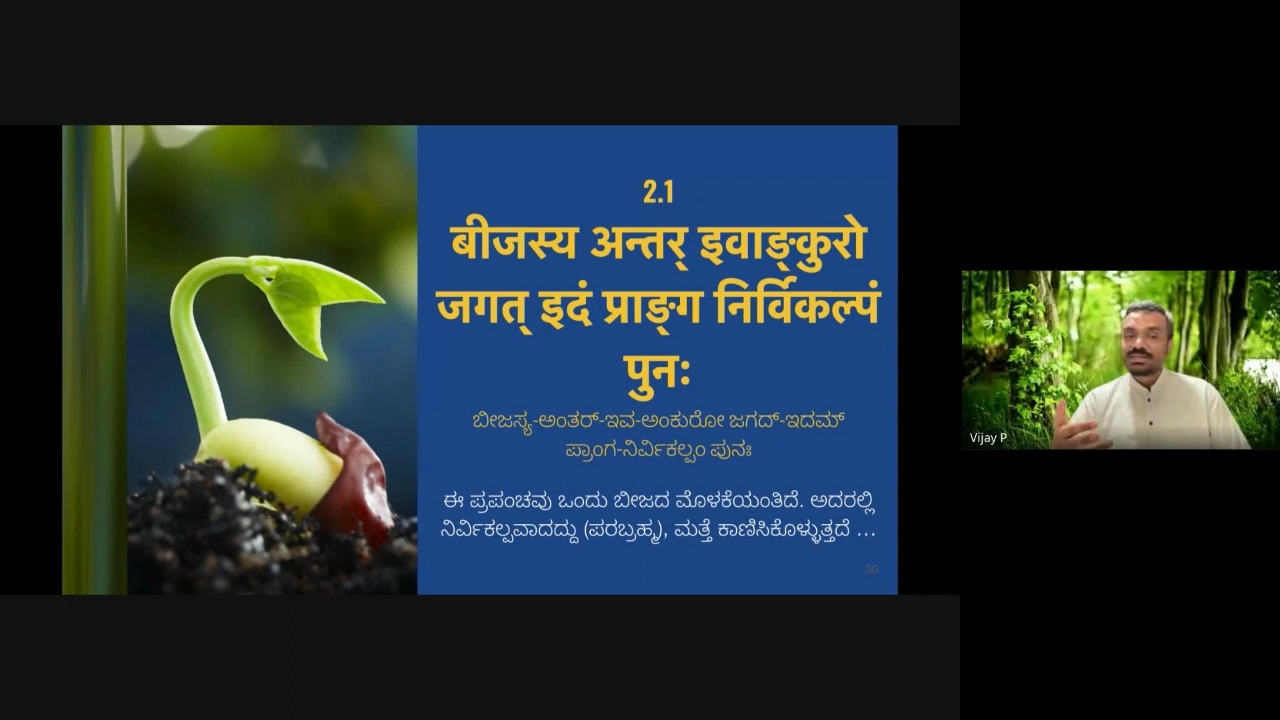 2.1
बीजस्य अन्तर् इवाङ्कुरो
जगत् इदं प्राङ्ग निर्विकल्पं
पुनः
ಬೀಜಸ್ಯ-ಅಂತರ್-ಇವ-ಅಂಕುರೋ ಜಗದ್-ಇದಮ್
ಪ್ರಾಂಗ-ನಿರ್ವಿಕಲ್ಪಂ ಪುನಃ
ಈ ಪ್ರಪಂಚವು ಒಂದು ಬೀಜದ ಮೊಳಕೆಯಂತಿದೆ. ಅದರಲ್ಲಿ
ನಿರ್ವಿಕಲ್ಪವಾದದ್ದು (ಪರಬ್ರಹ್ಮ), ಮತ್ತೆ ಕಾಣಿಸಿಕೊಳ್ಳುತ್ತದೆ ...
30
Vijay P